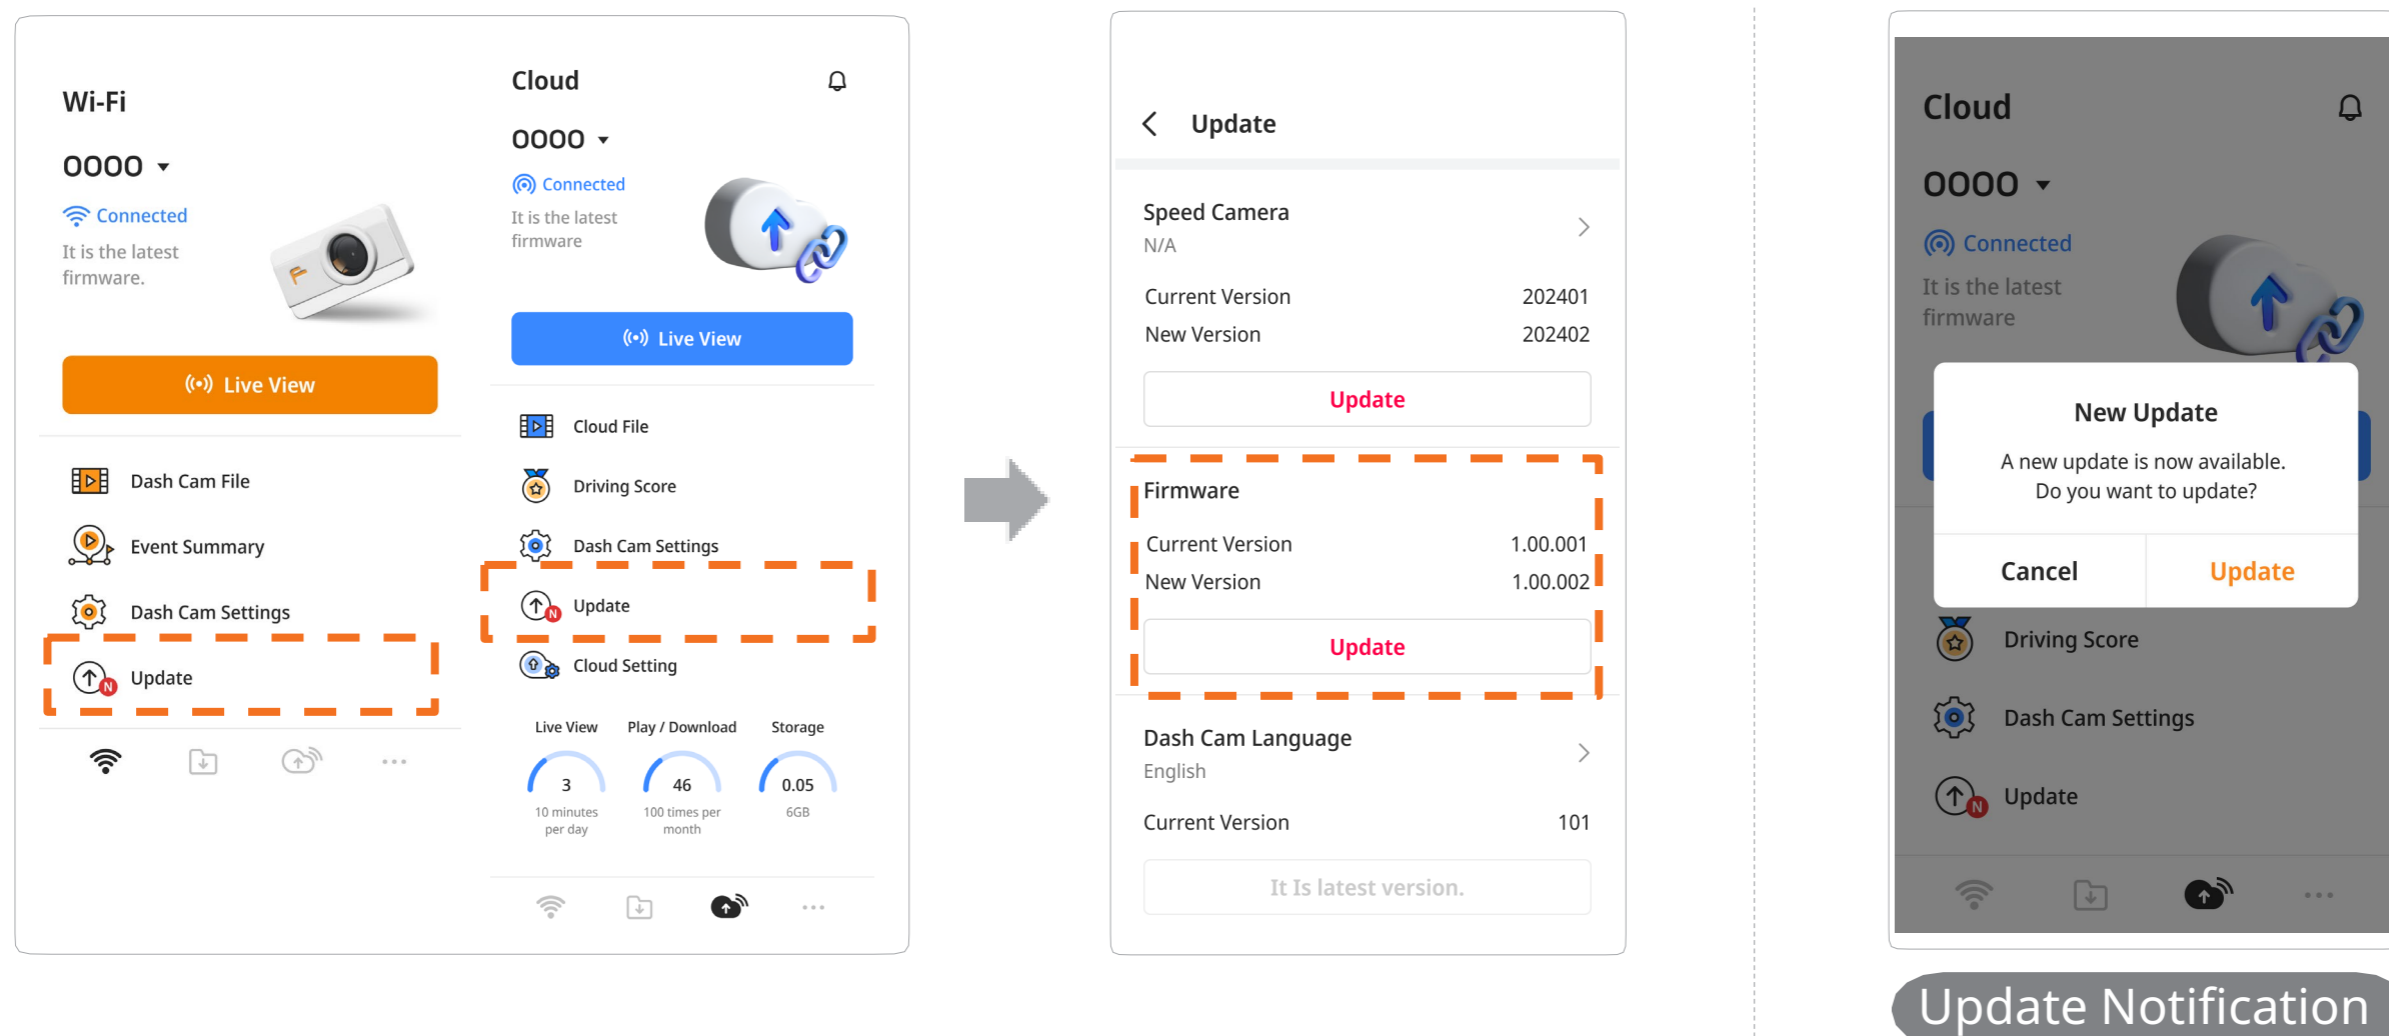 Wi-Fi
0000
Connected
It is the latest
firmware.
F
Live View
Dash Cam File
Event Summary
Dash Cam Settings
N
Update
Cloud
0000
Connected
It is the latest
firmware
Live View
Cloud File
Driving Score
Dash Cam Settings
N
Update
Cloud Setting
Live View Play / Download Storage
3 46 0.05
10 minutes 100 times per 6GB
per day month
Update
Speed Camera
N/A
Current Version 202401
New Version 202402
Update
Firmware
Current Version 1.00.001
New Version 1.00.002
Update
Dash Cam Language
English
Current Version 101
It Is latest version.
Cloud
0000
Connected
It is the latest
firmware
New Update
A new update is now available.
Do you want to update?
Cancel Update
Driving Score
Dash Cam Settings
N
Update
Update Notification